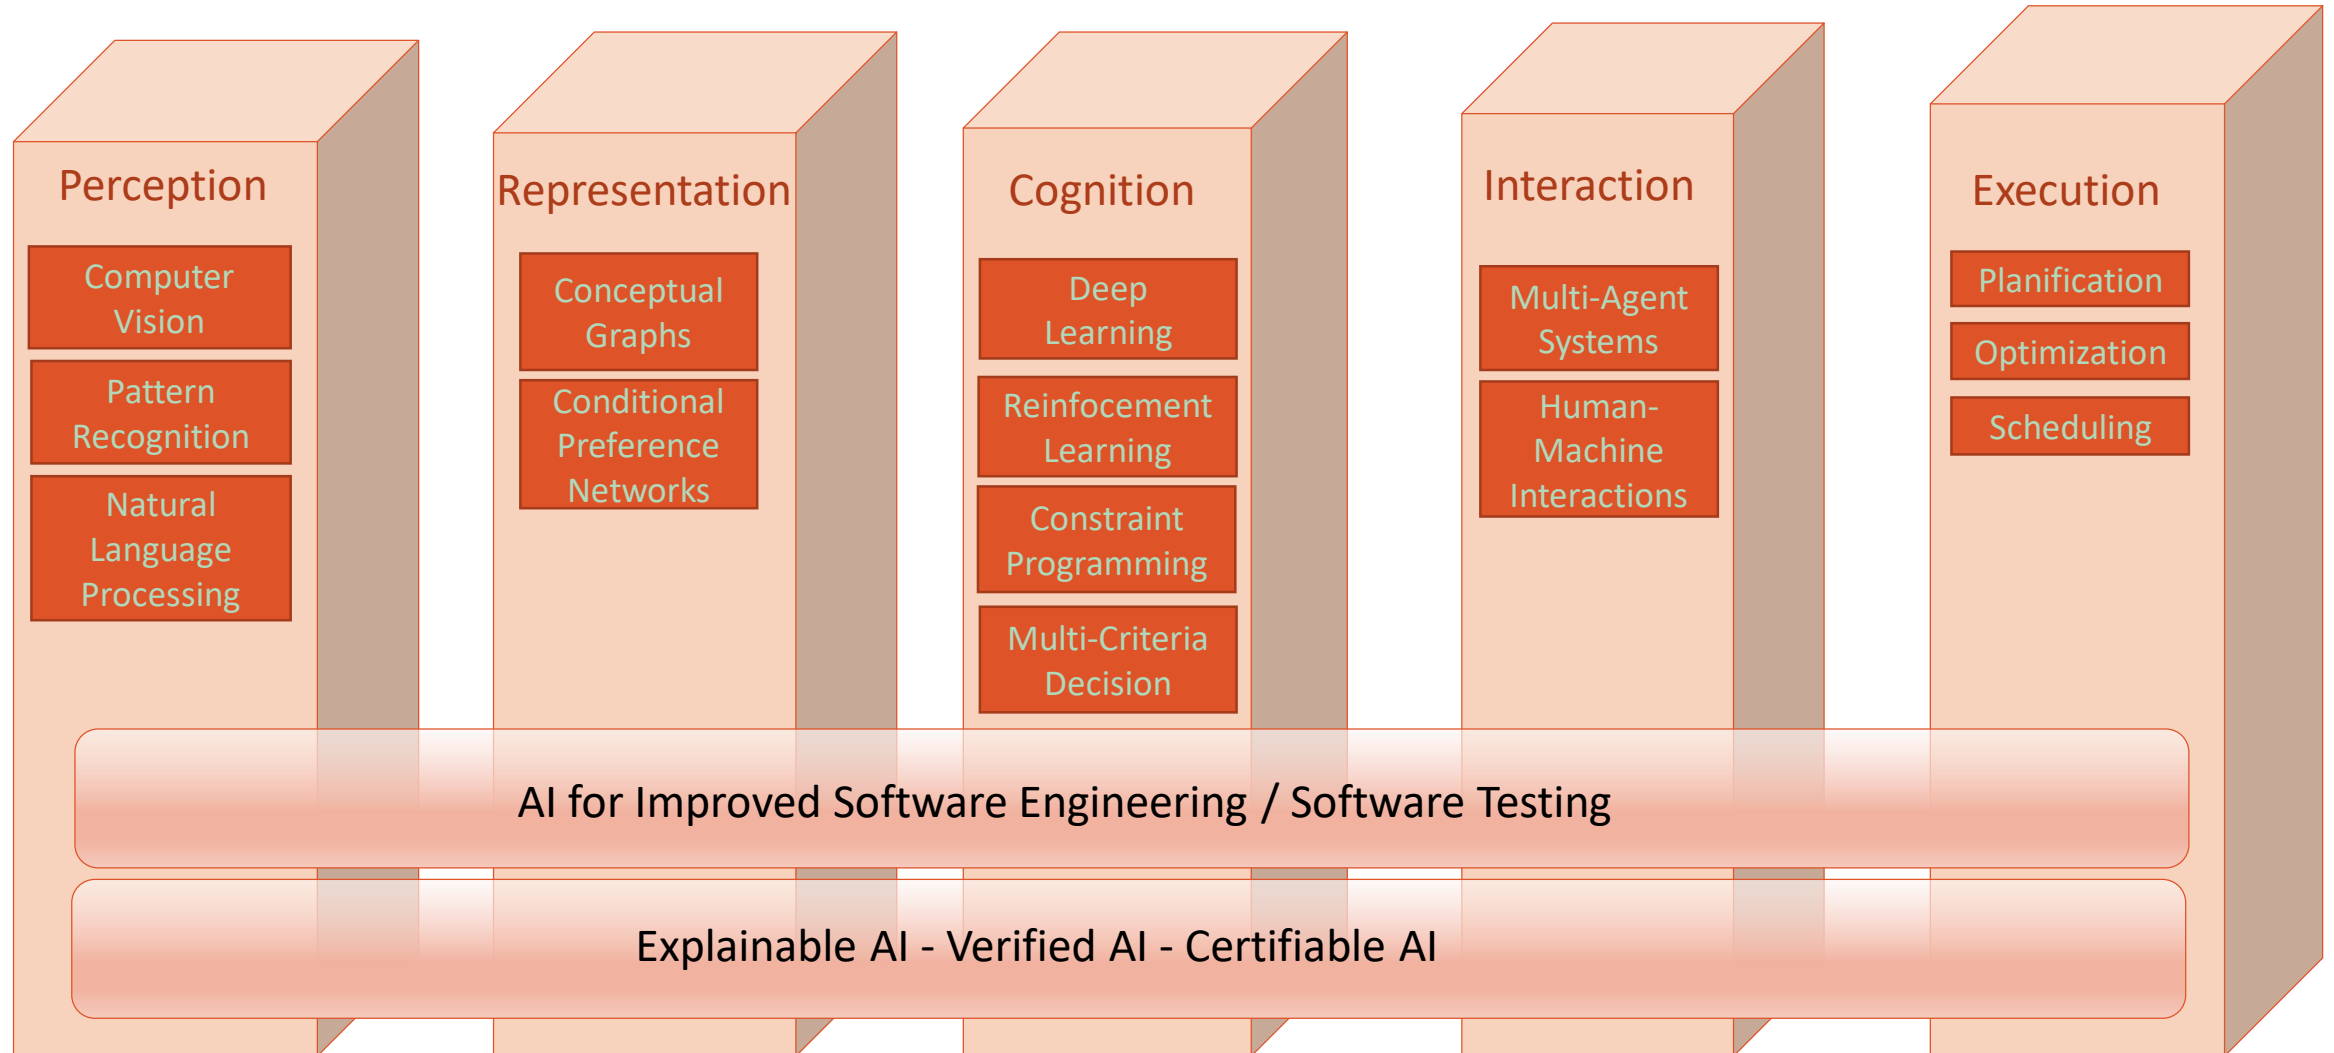 Perception
Computer
Vision
Pattern
Recognition
Natural
Language
Processing
Representation
Conceptual
Graphs
Conditional
Preference
Networks
Cognition
Deep
Learning
Reinfocement
Learning
Constraint
Programming
Multi-Criteria
Decision
Interaction
Multi-Agent
Systems
Human-
Machine
Interactions
Execution
Planification
Optimization
Scheduling
AI for Improved Software Engineering / Software Testing
Explainable AI - Verified AI - Certifiable AI